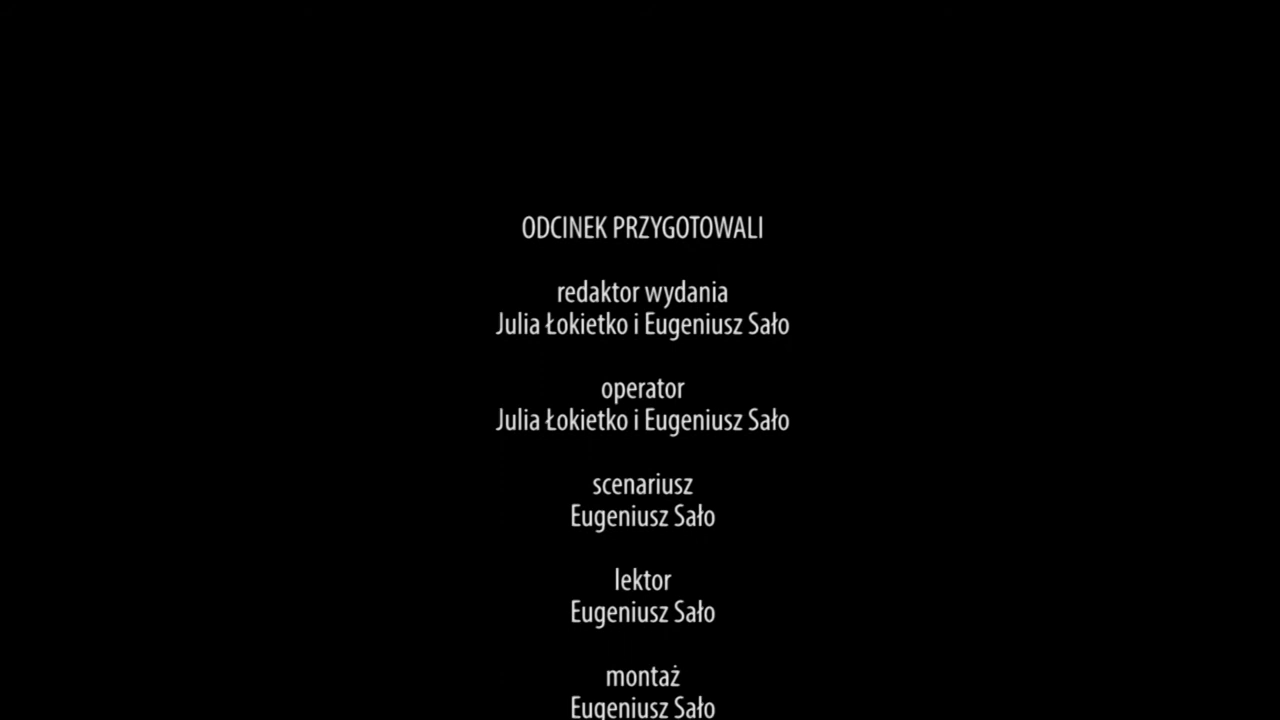 ODCINEK PRZYGOTOWALI
redaktor wydania
Julia Łokietko i Eugeniusz Sało
operator
Julia Łokietko i Eugeniusz Sało
scenariusz
Eugeniusz Sało
lektor
Eugeniusz Sało
montaż
Eugeniusz Sało